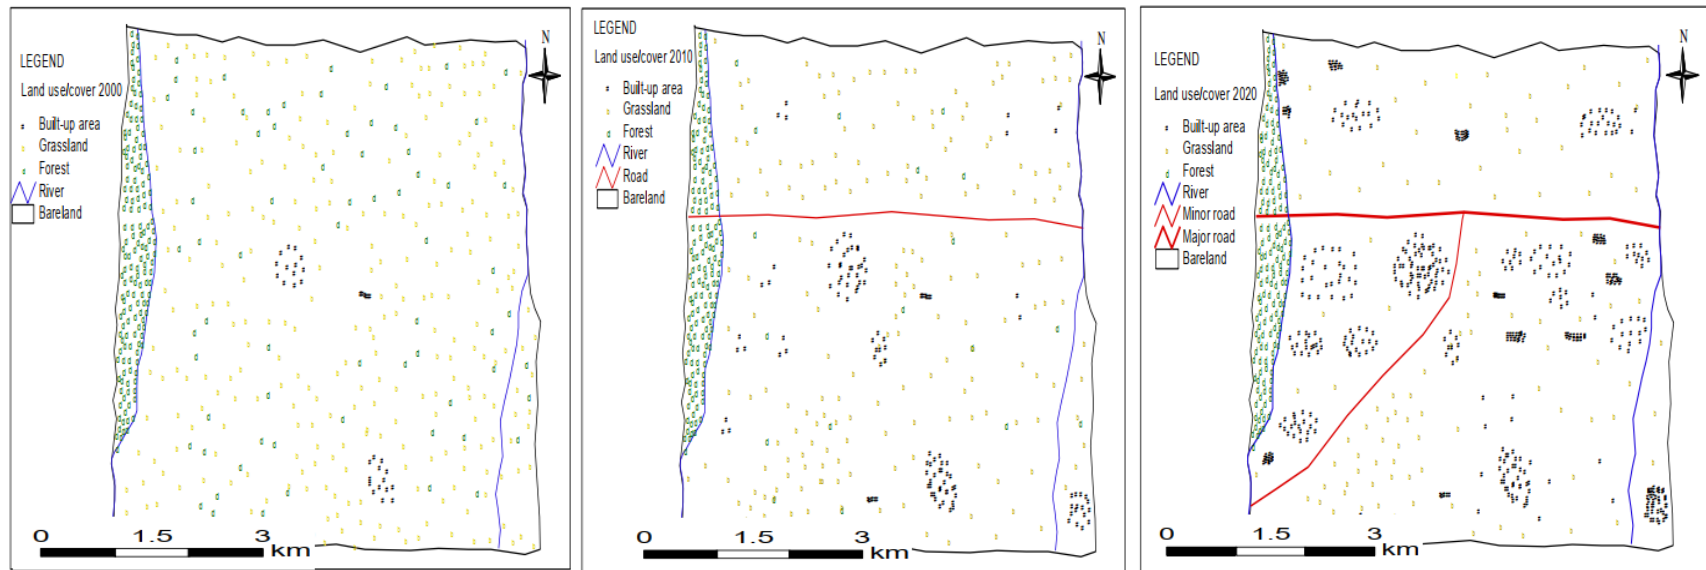 LEGEND
Land use/cover 2000
Built-up area
Grassland
Forest
River
Bareland
N
0 1.5 3
km
LEGEND
Land use/cover 2010
Built-up area
Grassland
Forest
River
Road
Bareland
N
0 1.5 3
km
LEGEND
Land use/cover 2020
Built-up area
Grassland
Forest
River
Minor road
Major road
Bareland
N
0 1.5 3
km